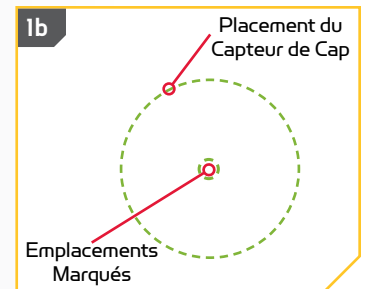 1b
Placement du
Capteur de Cap
Emplacements
Marqués